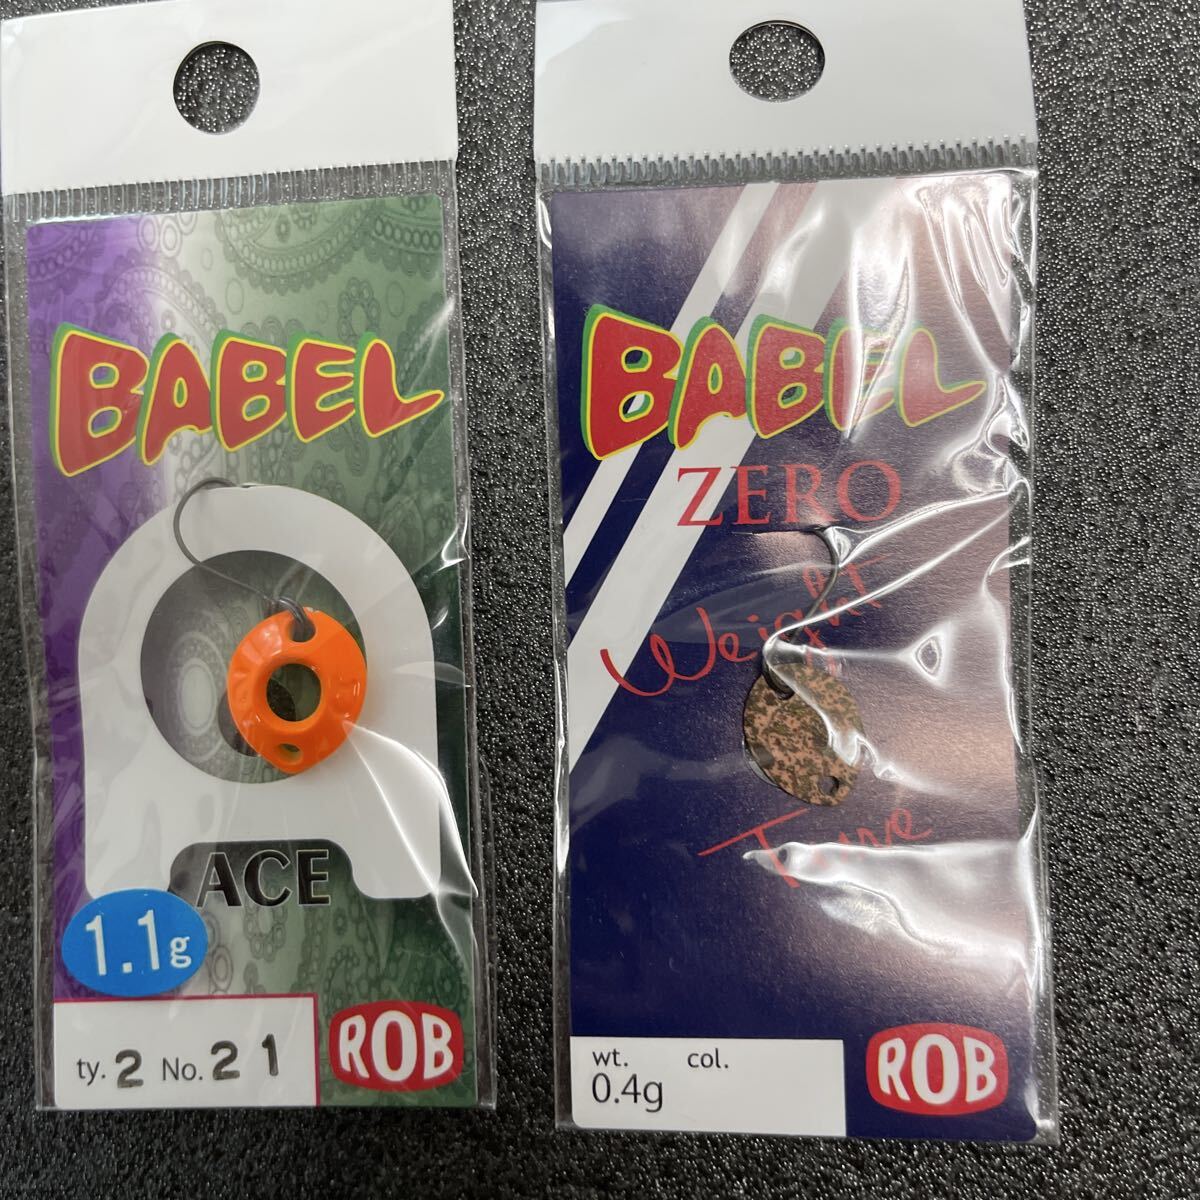 BABEL
ACE
1.1g
ty. 2 No. 21
ROB
BABEL
ZERO
Weight
Tune
wt. col.
0.4g
ROB